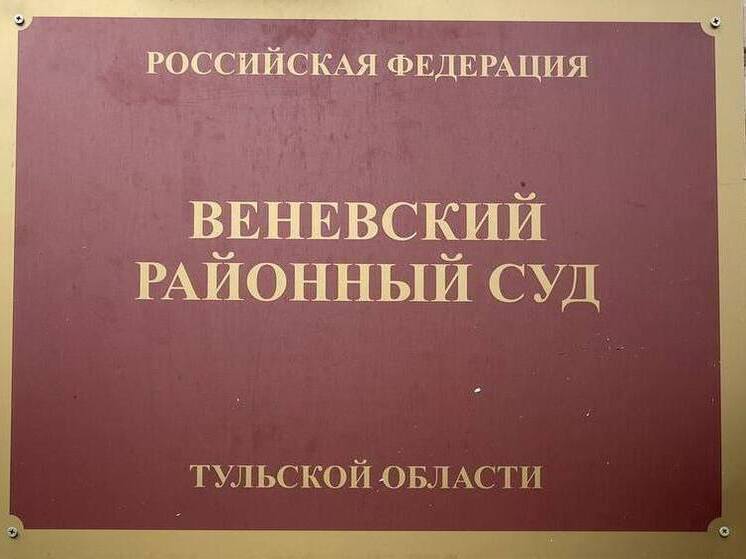 РОССИЙСКАЯ ФЕДЕРАЦИЯ
ВЕНЕВСКИЙ
РАЙОННЫЙ СУД
ТУЛЬСКОЙ ОБЛАСТИ